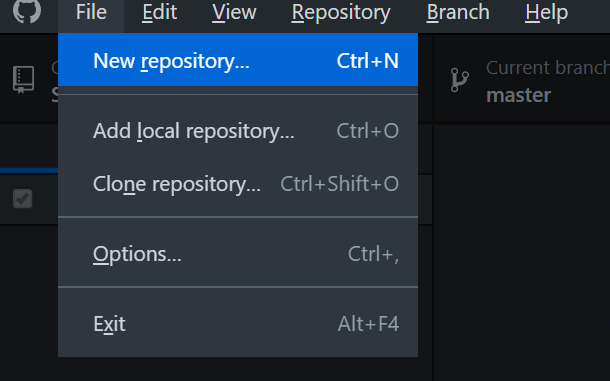 File Edit View Repository Branch Help
New repository... Ctrl+N
Current branch
master
Add local repository... Ctrl+O
Clone repository... Ctrl+Shift+O
Options... Ctrl+,
Exit Alt+F4